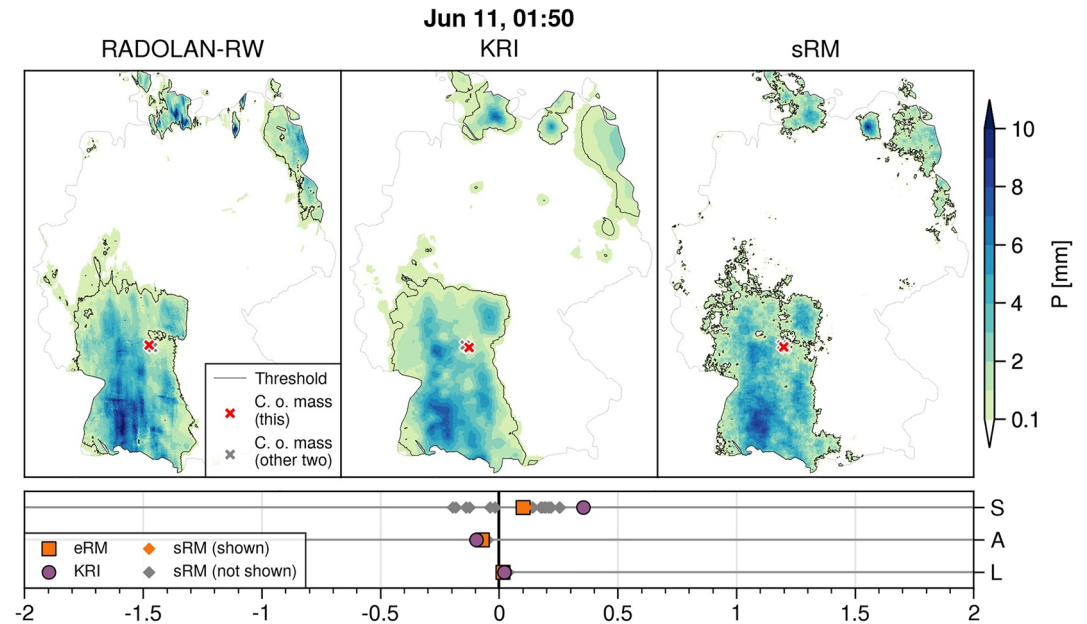 Jun 11, 01:50
RADOLAN-RW
KRI
sRM
Threshold
C. o. mass
(this)
C. o. mass
(other two)
10
8
6
4
2
0.1
P [mm]
S
A
L
eRM
sRM (shown)
KRI
sRM (not shown)
-2
-1.5
-1
-0.5
0
0.5
1
1.5
2